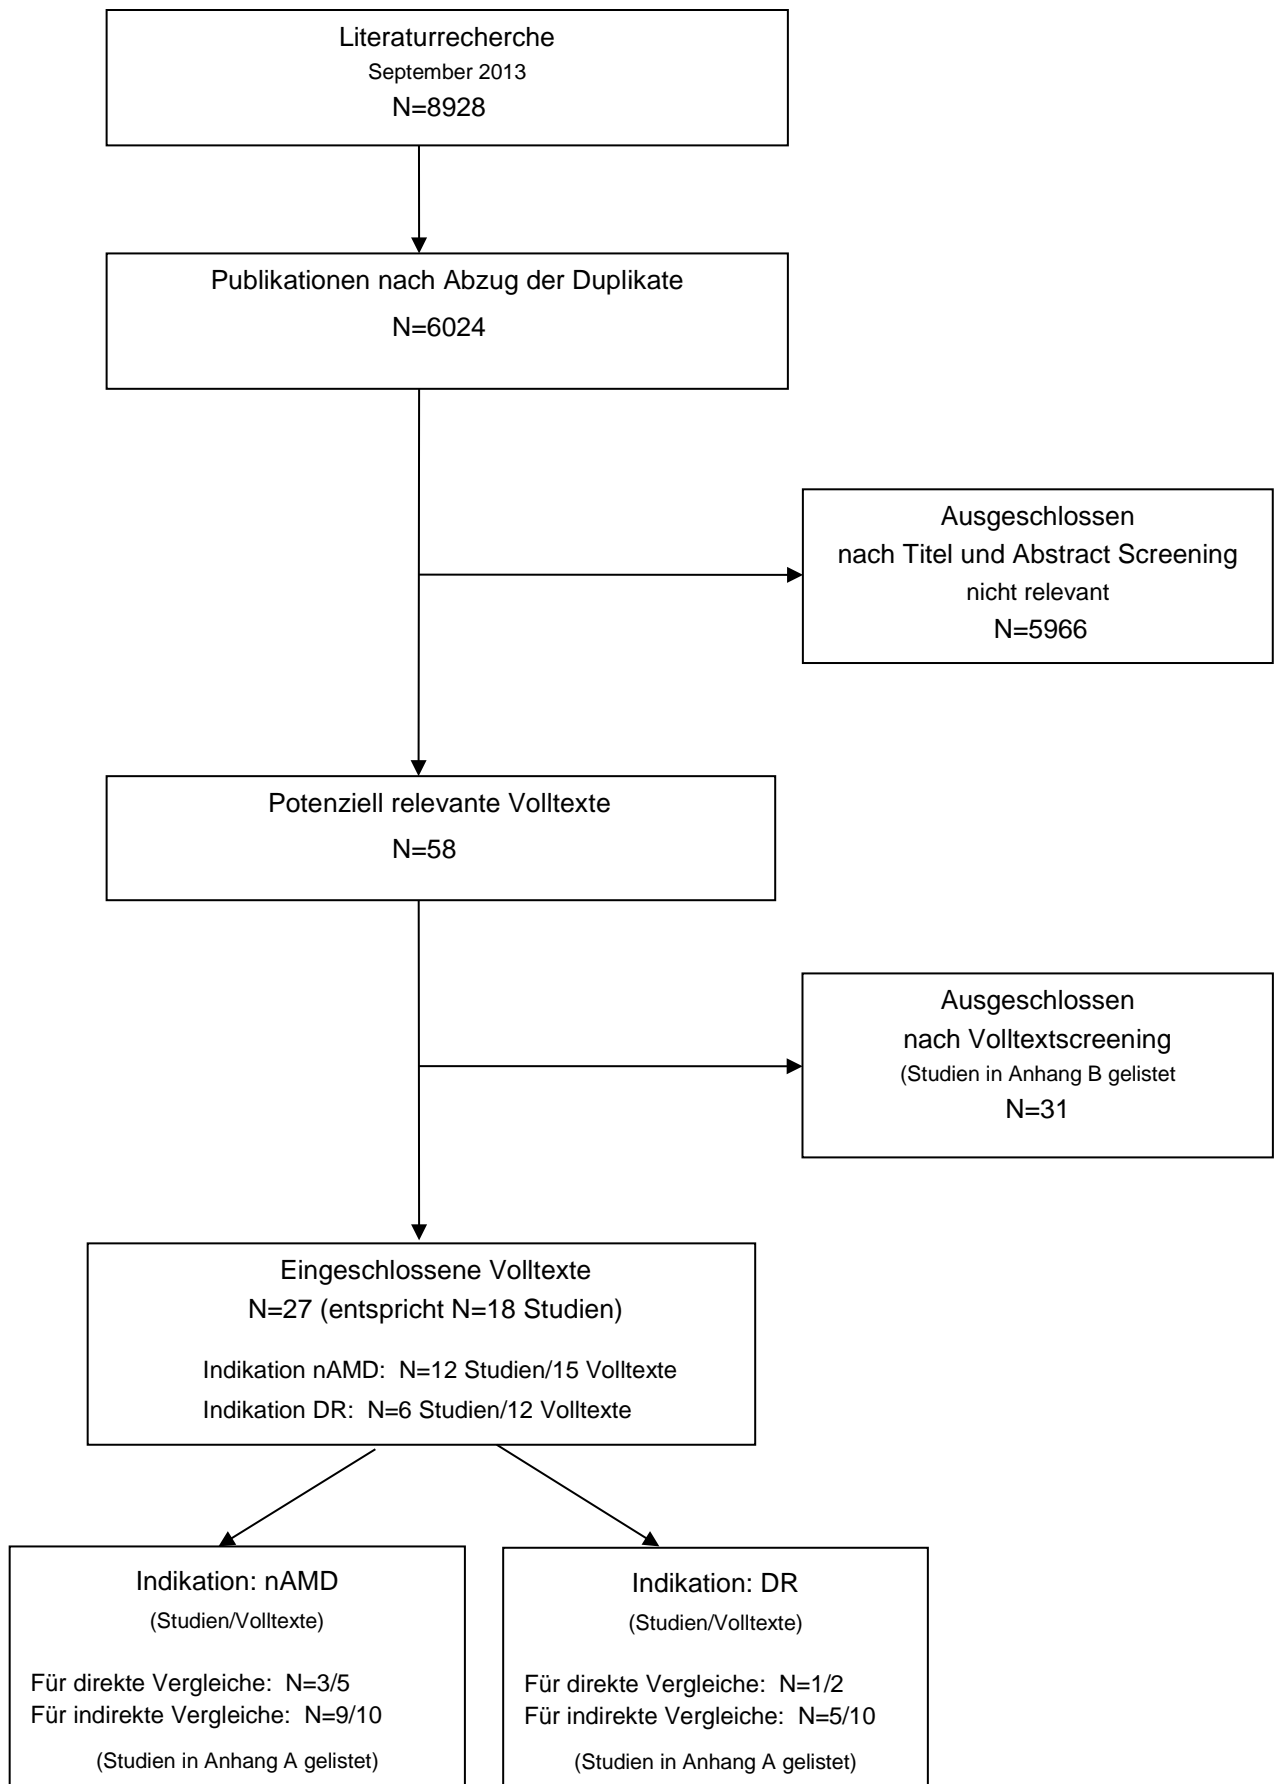 Literaturrecherche
September 2013
N=8928
Publikationen nach Abzug der Duplikate
N=6024
Ausgeschlossen
nach Titel und Abstract Screening
nicht relevant
N=5966
Potenziell relevante Volltexte
N=58
Ausgeschlossen
nach Volltextscreening
(Studien in Anhang B gelistet
N=31
Eingeschlossene Volltexte
N=27 (entspricht N=18 Studien)
Indikation nAMD: N=12 Studien/15 Volltexte
Indikation DR: N=6 Studien/12 Volltexte
Indikation: nAMD
(Studien/Volltexte)
Für direkte Vergleiche: N=3/5
Für indirekte Vergleiche: N=9/10
(Studien in Anhang A gelistet)
Indikation: DR
(Studien/Volltexte)
Für direkte Vergleiche: N=1/2
Für indirekte Vergleiche: N=5/10
(Studien in Anhang A gelistet)